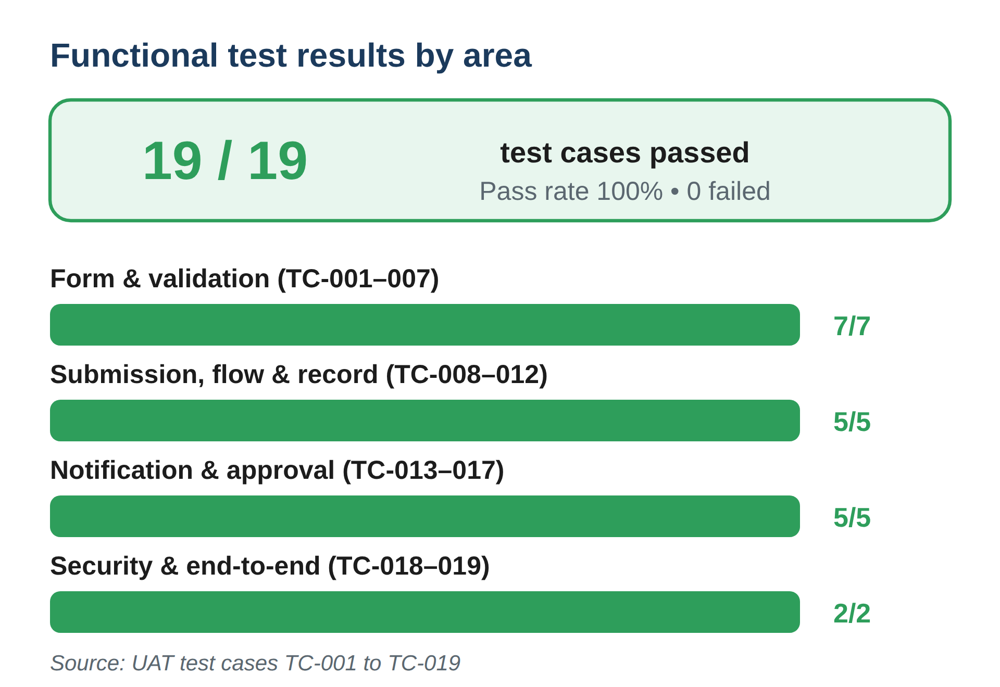 Functional test results by area
19 / 19
test cases passed
Pass rate 100% • 0 failed
Form & validation (TC-001–007)
7/7
Submission, flow & record (TC-008–012)
5/5
Notification & approval (TC-013–017)
5/5
Security & end-to-end (TC-018–019)
2/2
Source: UAT test cases TC-001 to TC-019